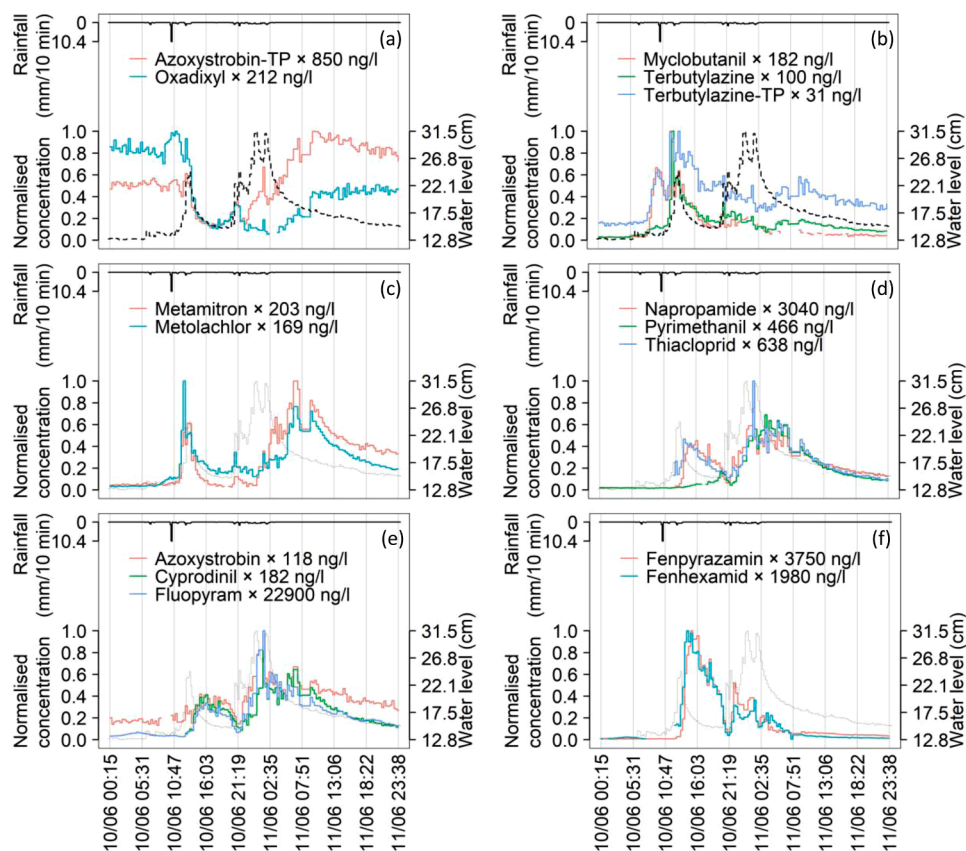 Rainfall
(mm/10 min)
0
10.4
(a)
Azoxystrobin-TP × 850 ng/l
Oxadixyl × 212 ng/l
Normalised
concentration
1.0
0.8
0.6
0.4
0.2
0.0
31.5
26.8
22.1
17.5
12.8
Water level (cm)
Rainfall
(mm/10 min)
0
10.4
(b)
Myclobutanil × 182 ng/l
Terbutylazine × 100 ng/l
Terbutylazine-TP × 31 ng/l
Normalised
concentration
1.0
0.8
0.6
0.4
0.2
0.0
31.5
26.8
22.1
17.5
12.8
Water level (cm)
Rainfall
(mm/10 min)
0
10.4
(c)
Metamitron × 203 ng/l
Metolachlor × 169 ng/l
Normalised
concentration
1.0
0.8
0.6
0.4
0.2
0.0
31.5
26.8
22.1
17.5
12.8
Water level (cm)
Rainfall
(mm/10 min)
0
10.4
(d)
Napropamide × 3040 ng/l
Pyrimethanil × 466 ng/l
Thiacloprid × 638 ng/l
Normalised
concentration
1.0
0.8
0.6
0.4
0.2
0.0
31.5
26.8
22.1
17.5
12.8
Water level (cm)
Rainfall
(mm/10 min)
0
10.4
(e)
Azoxystrobin × 118 ng/l
Cyprodinil × 182 ng/l
Fluopyram × 22900 ng/l
Normalised
concentration
1.0
0.8
0.6
0.4
0.2
0.0
31.5
26.8
22.1
17.5
12.8
Water level (cm)
10/06 00:15
10/06 05:31
10/06 10:47
10/06 16:03
10/06 21:19
11/06 02:35
11/06 07:51
11/06 13:06
11/06 18:22
11/06 23:38
Rainfall
(mm/10 min)
0
10.4
(f)
Fenpyrazamin × 3750 ng/l
Fenhexamid × 1980 ng/l
Normalised
concentration
1.0
0.8
0.6
0.4
0.2
0.0
31.5
26.8
22.1
17.5
12.8
Water level (cm)
10/06 00:15
10/06 05:31
10/06 10:47
10/06 16:03
10/06 21:19
11/06 02:35
11/06 07:51
11/06 13:06
11/06 18:22
11/06 23:38